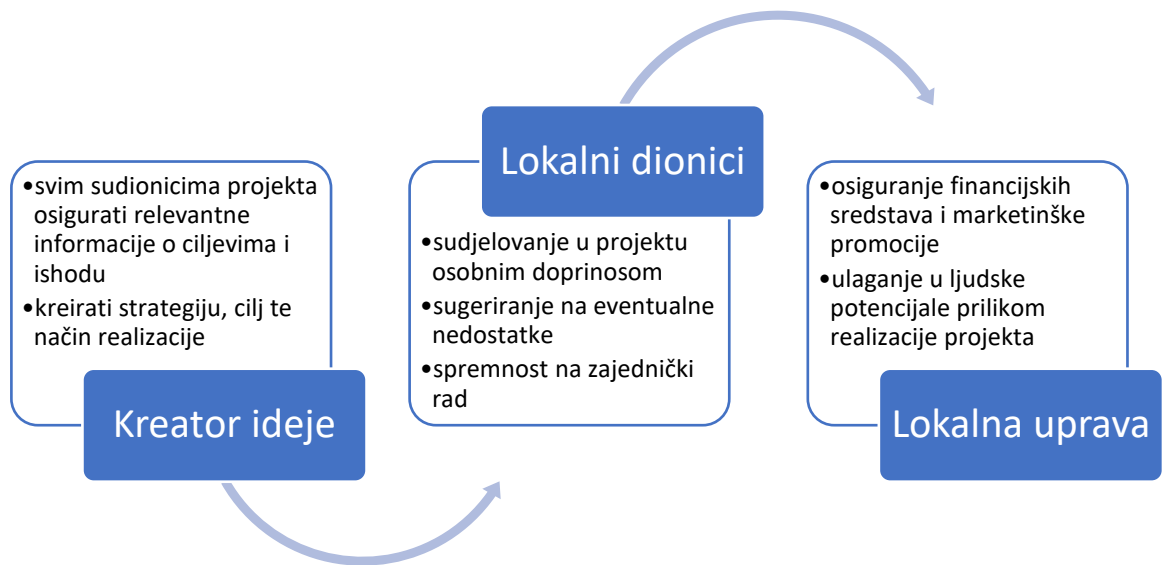 •svim sudionicima projekta
osigurati relevantne
informacije o ciljevima i
ishodu
•kreirati strategiju, cilj te
način realizacije
Kreator ideje
Lokalni dionici
•sudjelovanje u projektu
osobnim doprinosom
•sugeriranje na eventualne
nedostatke
•spremnost na zajednički
rad
•osiguranje financijskih
sredstava i marketinške
promocije
•ulaganje u ljudske
potencijale prilikom
realizacije projekta
Lokalna uprava